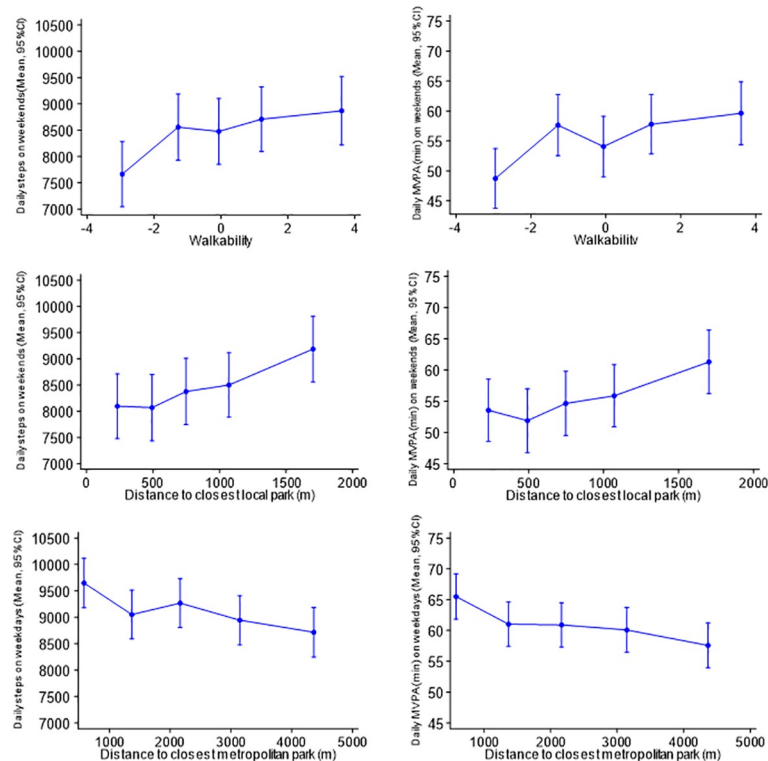 Daily steps on weekends (Mean, 95%CI)
10500
10000
9500
9000
8500
8000
7500
7000
-4 -2 0 2 4
Walkability
Daily MVPA (min) on weekends (Mean, 95%CI)
75
70
65
60
55
50
45
-4 -2 0 2 4
Walkability
Daily steps on weekends (Mean, 95%CI)
10500
10000
9500
9000
8500
8000
7500
7000
0 500 1000 1500 2000
Distance to closest local park (m)
Daily MVPA (min) on weekends (Mean, 95%CI)
75
70
65
60
55
50
45
0 500 1000 1500 2000
Distance to closest local park (m)
Daily steps on weekdays (Mean, 95%CI)
10500
10000
9500
9000
8500
8000
7500
7000
1000 2000 3000 4000 5000
Distance to closest metropolitan park (m)
Daily MVPA (min) on weekdays (Mean, 95%CI)
75
70
65
60
55
50
45
1000 2000 3000 4000 5000
Distance to closest metropolitan park (m)